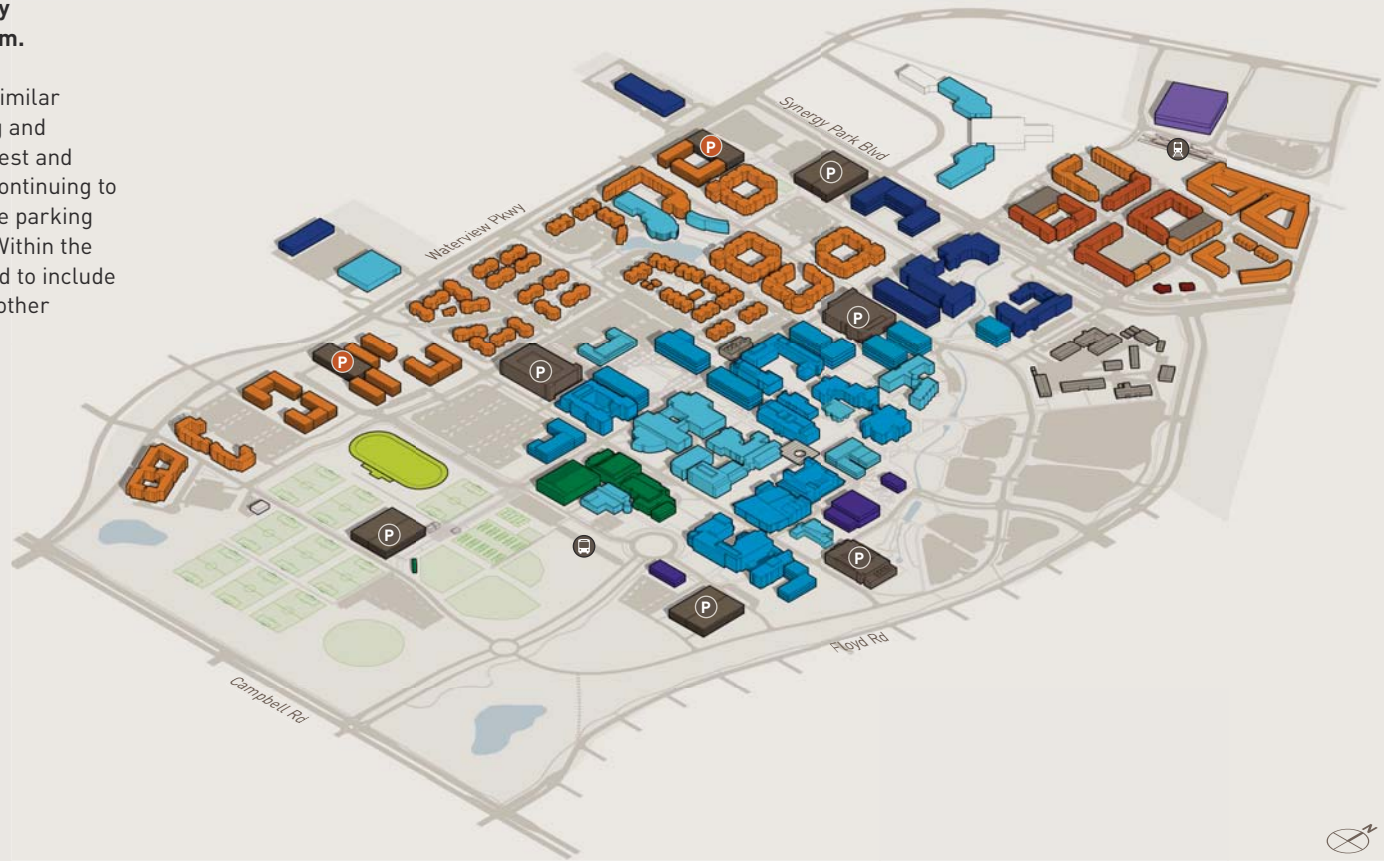 y
m.
imilar
g and
est and
ontinuing to
e parking
Within the
d to include
other
Synergy Park Blvd
P
P
Waterview Pkwy
P
P
P
P
P
P
Floyd Rd
Campbell Rd
N